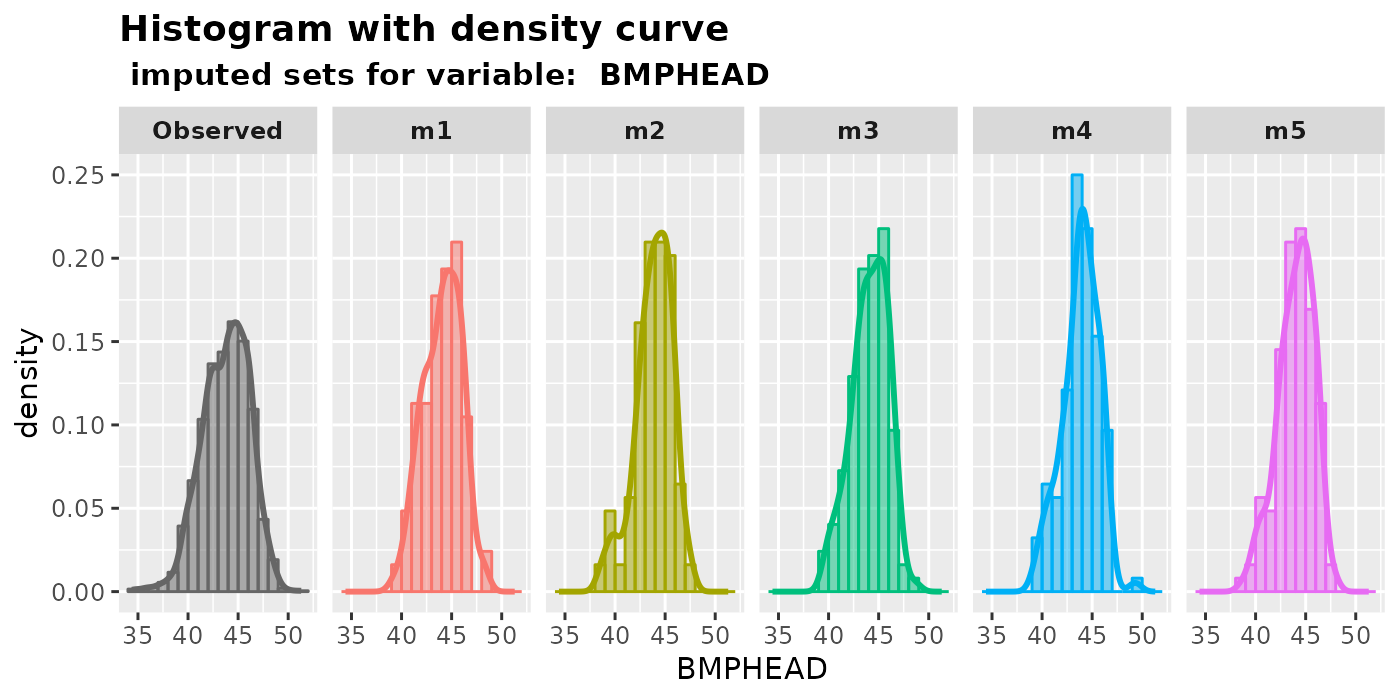 Histogram with density curve
imputed sets for variable:  BMPHEAD
Observed m1 m2 m3 m4 m5
0.25
0.20
0.15
0.10
0.05
0.00
density
35 40 45 50 35 40 45 50 35 40 45 50 35 40 45 50 35 40 45 50 35 40 45 50
BMPHEAD